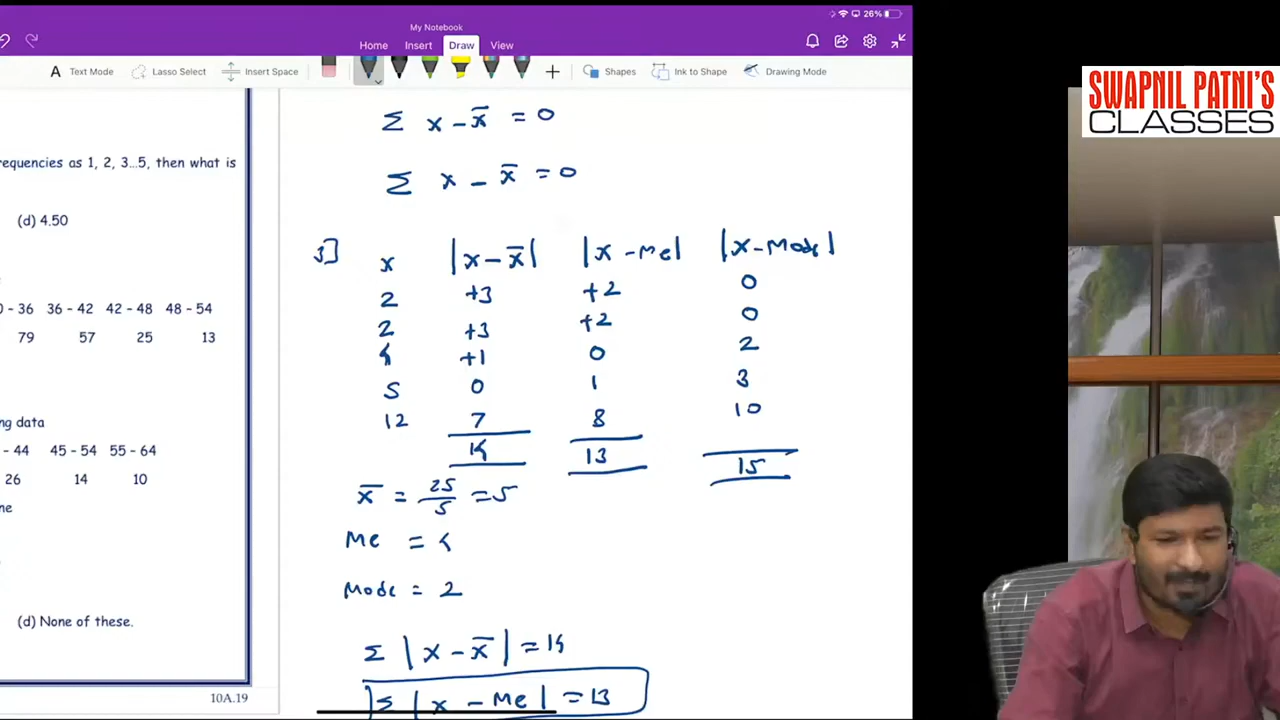 26%
My Notebook
Home Insert Draw View
Text Mode Lasso Select Insert Space Shapes Ink to Shape Drawing Mode
SWAPNIL PATNI'S
CLASSES
requencies as 1, 2, 3...5, then what is
(d) 4.50
0 - 36 36 - 42 42 - 48 48 - 54
79 57 25 13
ng data
- 44 45 - 54 55 - 64
26 14 10
ne
(d) None of these.
10A.19
Σ x - x̄ = 0
Σ x - x̄ = 0
3]
x |x - x̄| |x - Me| |x - Mode|
2 +3 +2 0
2 +3 +2 0
4 +1 0 2
5 0 1 3
12 7 8 10
14 13 15
x̄ = 25/5 = 5
Me = 4
Mode = 2
Σ |x - x̄| = 14
Σ |x - Me| = 13